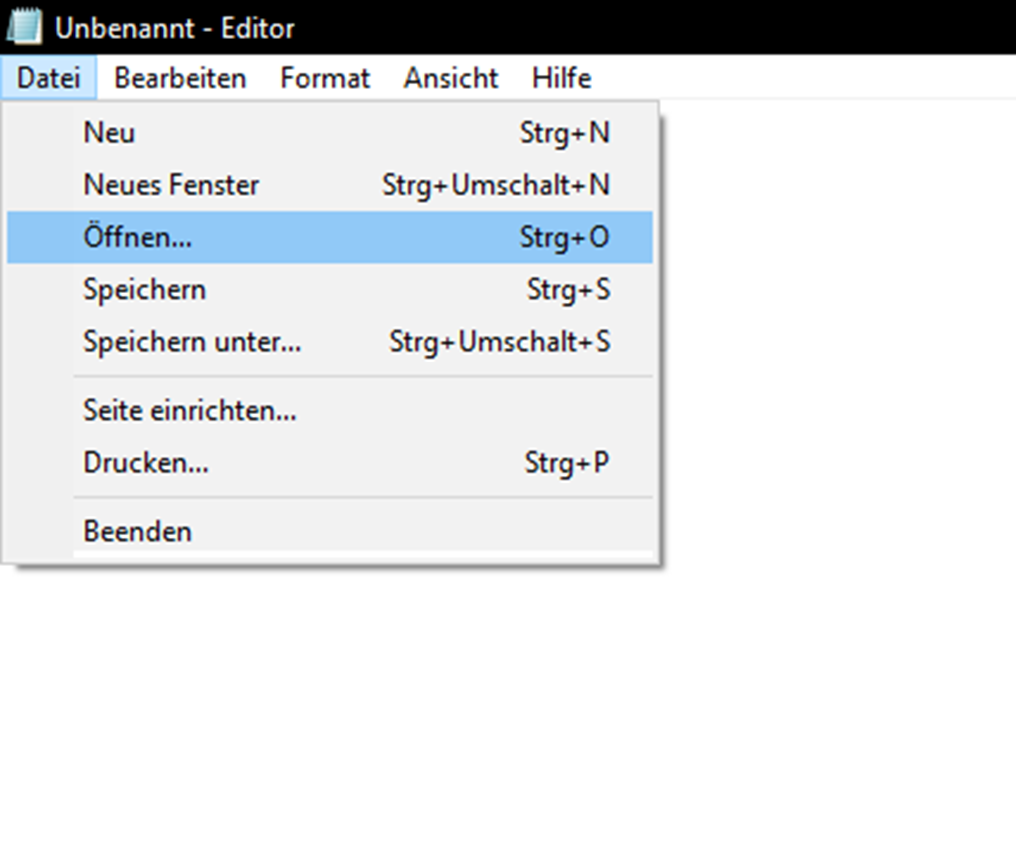 Unbenannt - Editor
Datei Bearbeiten Format Ansicht Hilfe
Neu Strg+N
Neues Fenster Strg+Umschalt+N
Öffnen... Strg+O
Speichern Strg+S
Speichern unter... Strg+Umschalt+S
Seite einrichten...
Drucken... Strg+P
Beenden